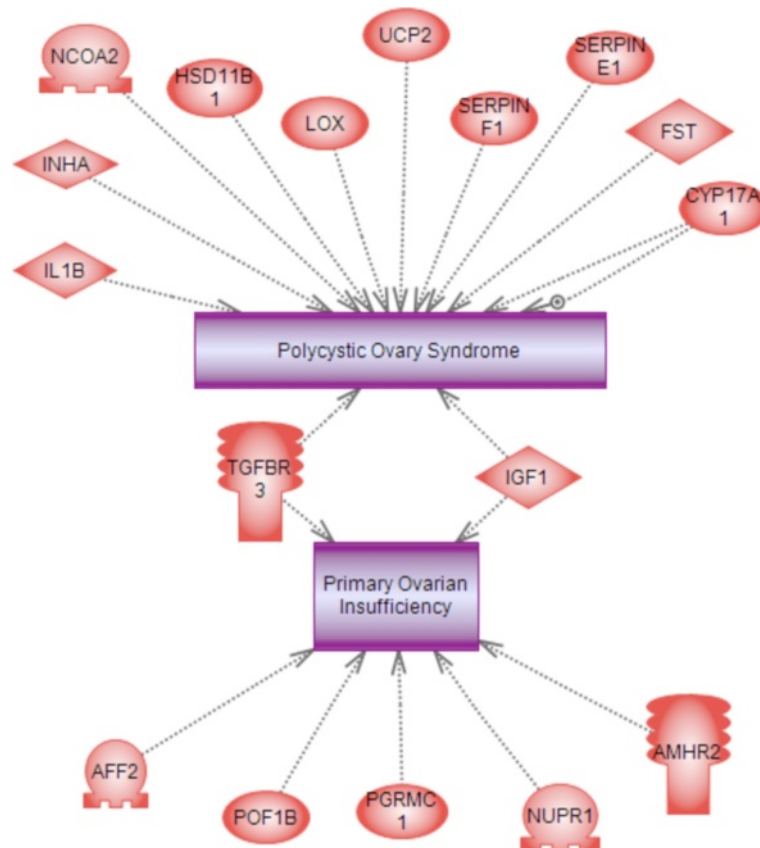 UCP2
SERPIN
E1
NCOA2
HSD11B
1
LOX
SERPIN
F1
FST
INHA
CYP17A
1
IL1B
Polycystic Ovary Syndrome
TGFBR
3
IGF1
Primary Ovarian
Insufficiency
AFF2
POF1B
PGRMC
1
NUPR1
AMHR2